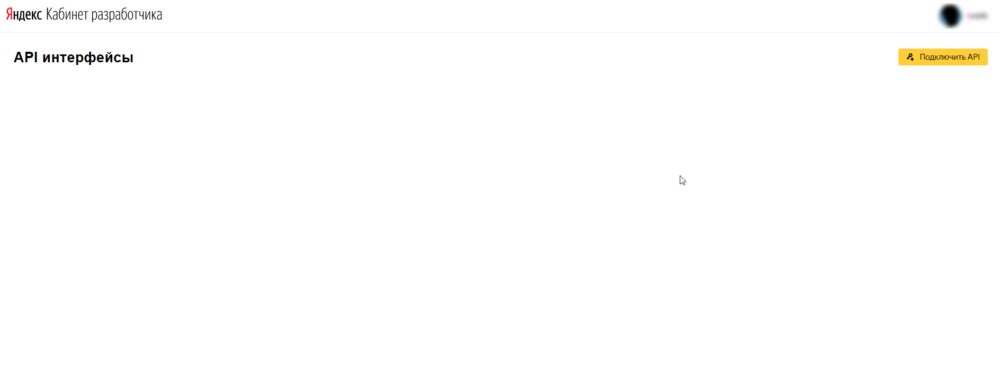 Яндекс Кабинет разработчика
API интерфейсы
Подключить API